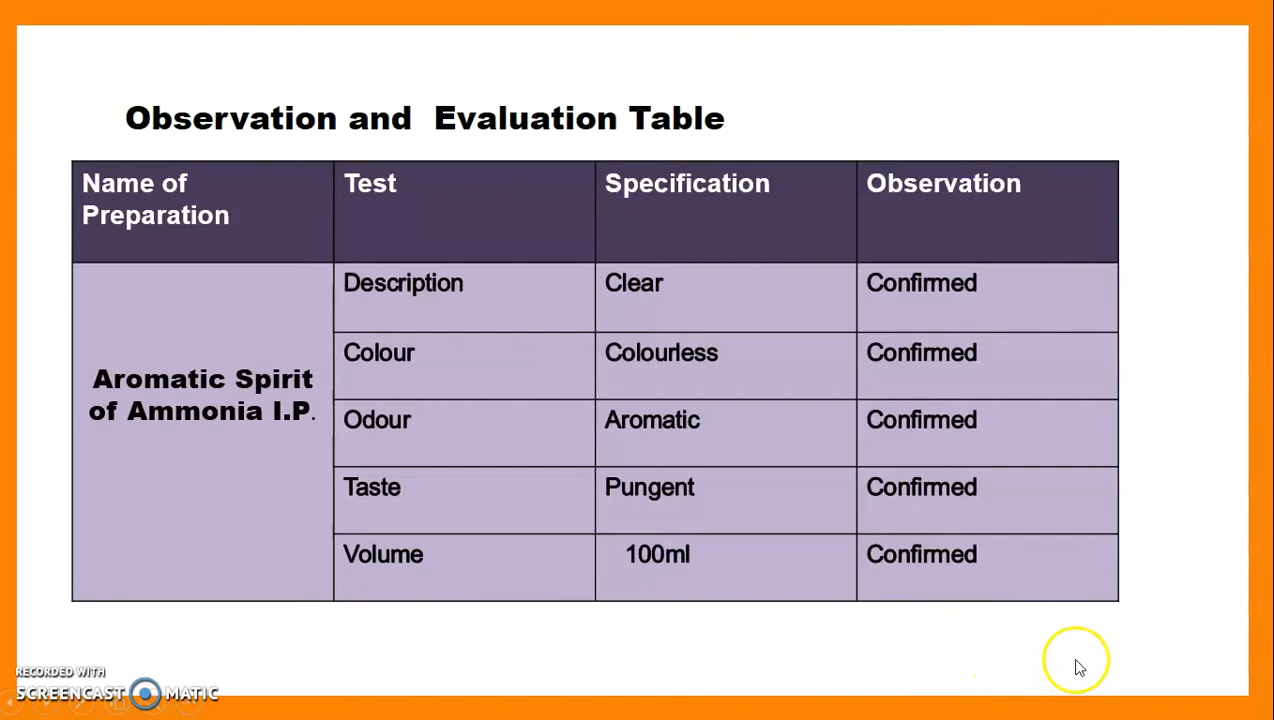 Observation and Evaluation Table
Name of Preparation
Test
Specification
Observation
Aromatic Spirit of Ammonia I.P.
Description
Clear
Confirmed
Colour
Colourless
Confirmed
Odour
Aromatic
Confirmed
Taste
Pungent
Confirmed
Volume
100ml
Confirmed
RECORDED WITH
SCREENCAST MATIC